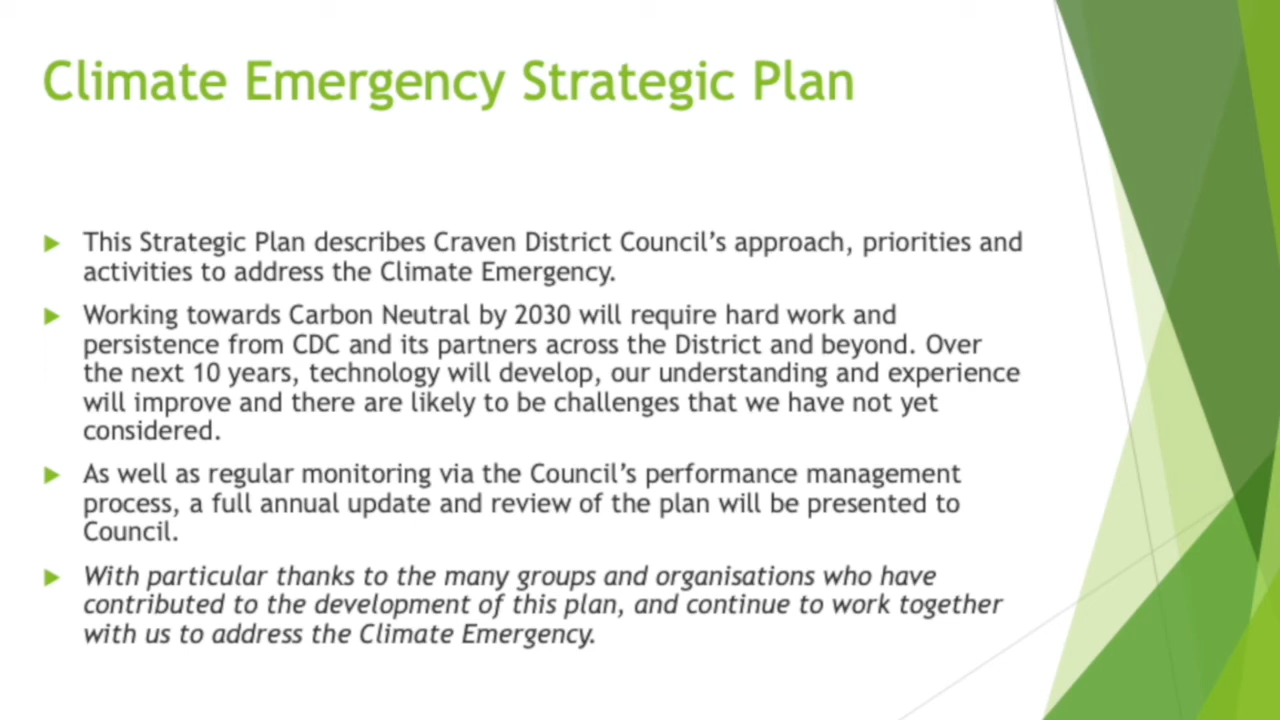 Climate Emergency Strategic Plan
This Strategic Plan describes Craven District Council's approach, priorities and
activities to address the Climate Emergency.
Working towards Carbon Neutral by 2030 will require hard work and
persistence from CDC and its partners across the District and beyond. Over
the next 10 years, technology will develop, our understanding and experience
will improve and there are likely to be challenges that we have not yet
considered.
As well as regular monitoring via the Council's performance management
process, a full annual update and review of the plan will be presented to
Council.
With particular thanks to the many groups and organisations who have
contributed to the development of this plan, and continue to work together
with us to address the Climate Emergency.